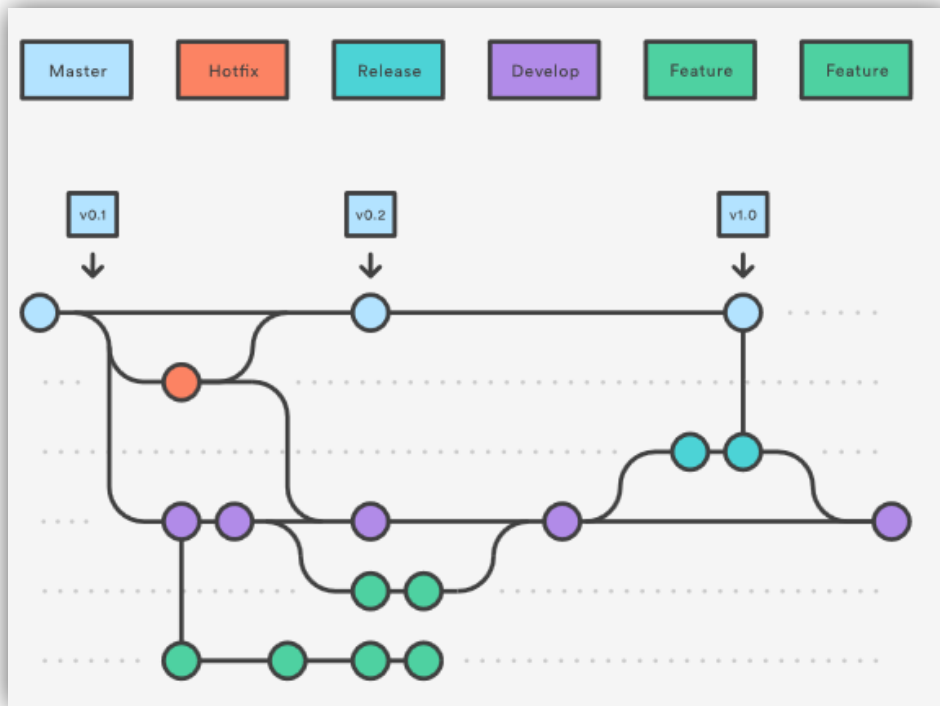 Master
Hotfix
Release
Develop
Feature
Feature
v0.1
v0.2
v1.0